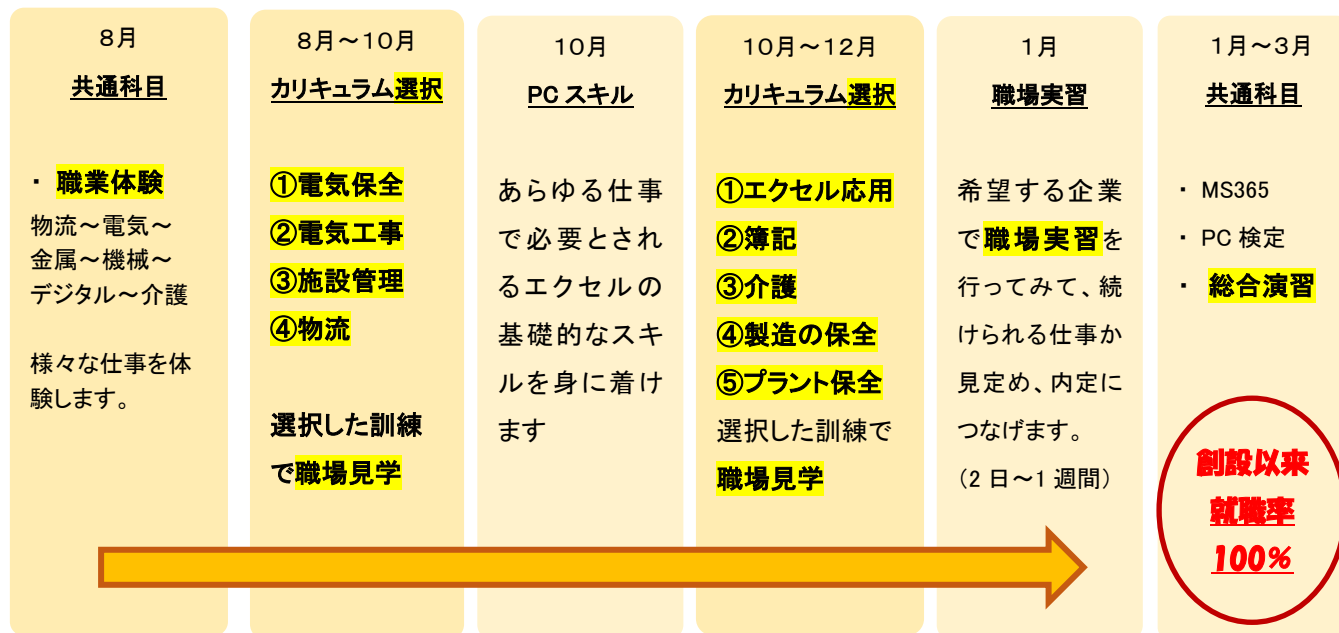 8月
共通科目
・ 職業体験
物流～電気～
金属～機械～
デジタル～介護
様々な仕事を体
験します。
8月～10月
カリキュラム選択
①電気保全
②電気工事
③施設管理
④物流
選択した訓練
で職場見学
10月
PC スキル
あらゆる仕事
で必要とされ
るエクセルの
基礎的なスキ
ルを身に着け
ます
10月～12月
カリキュラム選択
①エクセル応用
②簿記
③介護
④製造の保全
⑤プラント保全
選択した訓練で
職場見学
1月
職場実習
希望する企業
で職場実習を
行ってみて、続
けられる仕事か
見定め、内定に
つなげます。
（2 日～1 週間）
1月～3月
共通科目
・ MS365
・ PC 検定
・ 総合演習
創設以来
就職率
100%